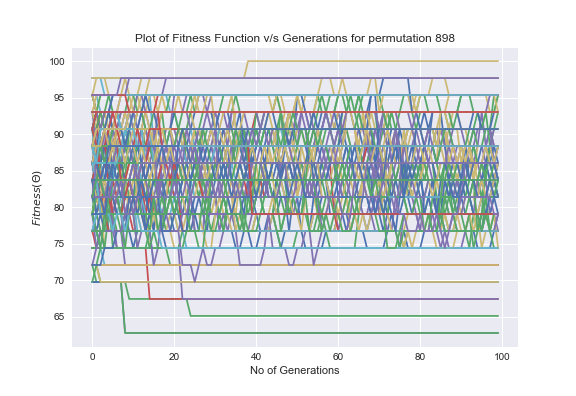 Plot of Fitness Function v/s Generations for permutation 898
100
95
90
85
80
75
70
65
Fitness(Θ)
0 20 40 60 80 100
No of Generations